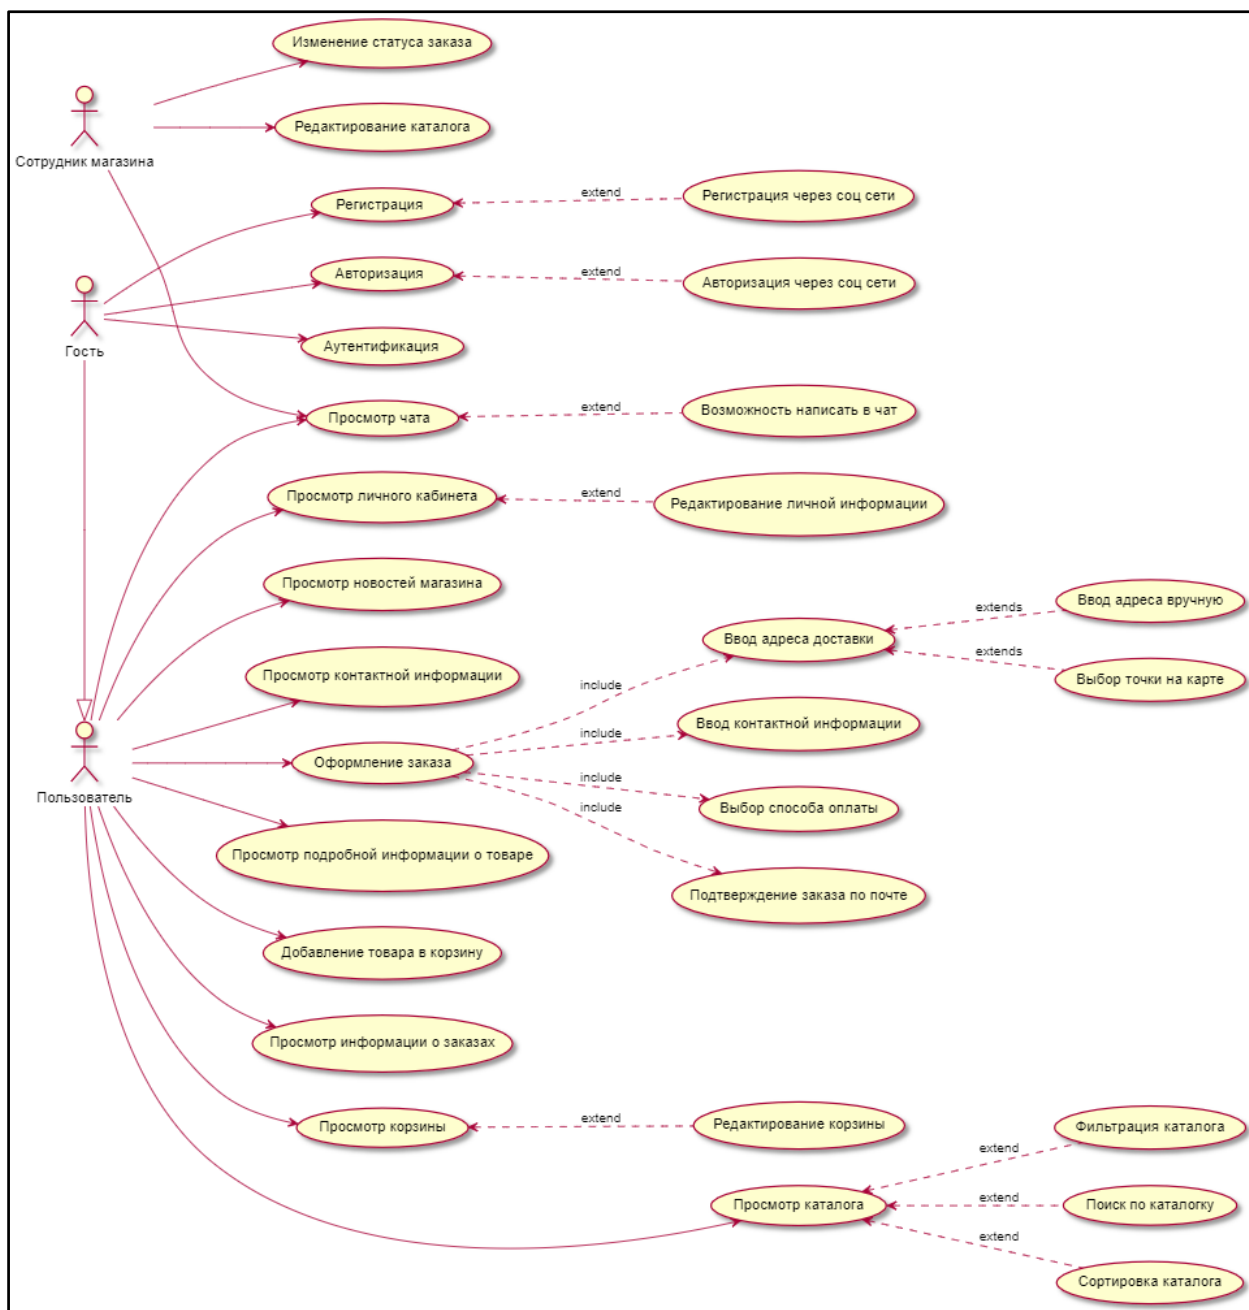 Изменение статуса заказа
Редактирование каталога
Сотрудник магазина
Регистрация
extend
Регистрация через соц сети
Авторизация
extend
Авторизация через соц сети
Гость
Аутентификация
Просмотр чата
extend
Возможность написать в чат
Просмотр личного кабинета
extend
Редактирование личной информации
Просмотр новостей магазина
Ввод адреса доставки
extends
Ввод адреса вручную
extends
Выбор точки на карте
Просмотр контактной информации
include
Ввод контактной информации
include
Оформление заказа
include
Выбор способа оплаты
include
Пользователь
Просмотр подробной информации о товаре
Подтверждение заказа по почте
Добавление товара в корзину
Просмотр информации о заказах
Просмотр корзины
extend
Редактирование корзины
Фильтрация каталога
extend
Просмотр каталога
extend
Поиск по каталогку
extend
Сортировка каталога